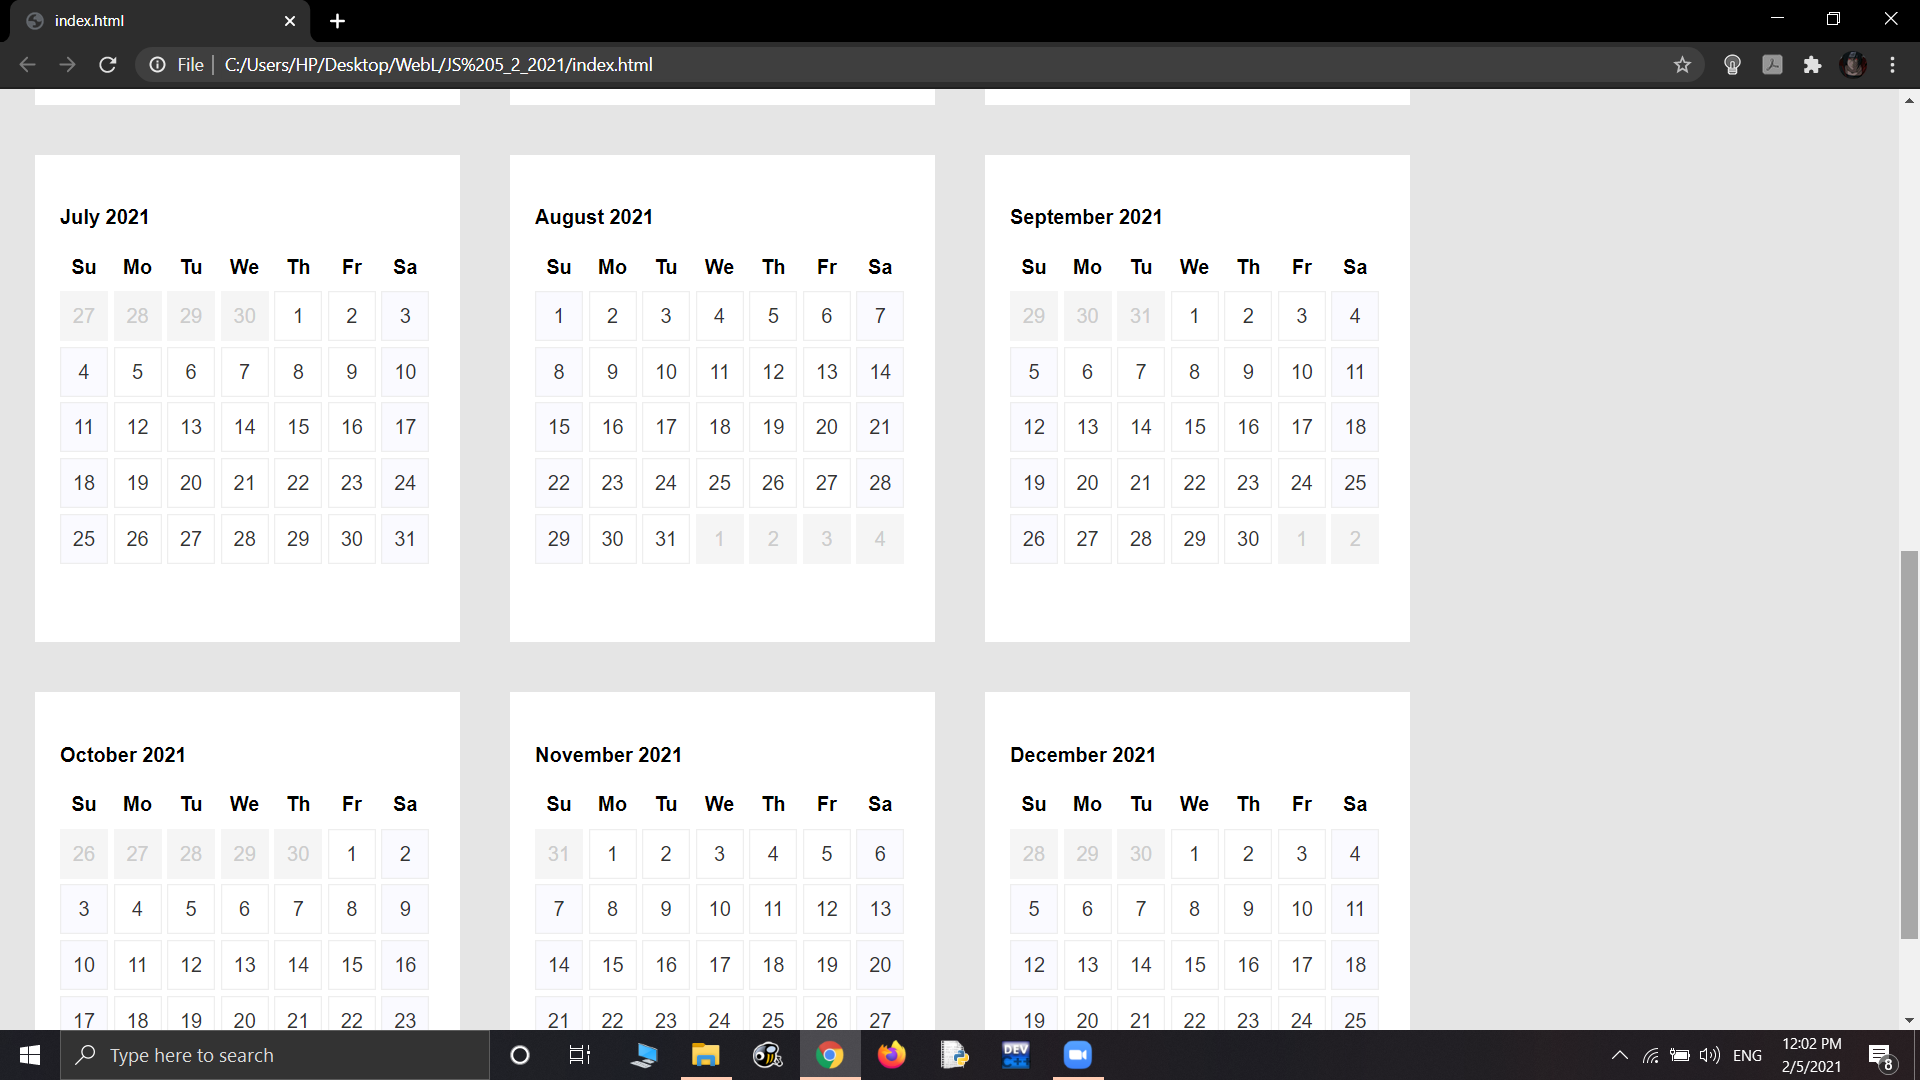 index.html
File C:/Users/HP/Desktop/WebL/JS%205_2_2021/index.html
July 2021
Su Mo Tu We Th Fr Sa
27 28 29 30 1 2 3
4 5 6 7 8 9 10
11 12 13 14 15 16 17
18 19 20 21 22 23 24
25 26 27 28 29 30 31
August 2021
Su Mo Tu We Th Fr Sa
1 2 3 4 5 6 7
8 9 10 11 12 13 14
15 16 17 18 19 20 21
22 23 24 25 26 27 28
29 30 31 1 2 3 4
September 2021
Su Mo Tu We Th Fr Sa
29 30 31 1 2 3 4
5 6 7 8 9 10 11
12 13 14 15 16 17 18
19 20 21 22 23 24 25
26 27 28 29 30 1 2
October 2021
Su Mo Tu We Th Fr Sa
26 27 28 29 30 1 2
3 4 5 6 7 8 9
10 11 12 13 14 15 16
17 18 19 20 21 22 23
November 2021
Su Mo Tu We Th Fr Sa
31 1 2 3 4 5 6
7 8 9 10 11 12 13
14 15 16 17 18 19 20
21 22 23 24 25 26 27
December 2021
Su Mo Tu We Th Fr Sa
28 29 30 1 2 3 4
5 6 7 8 9 10 11
12 13 14 15 16 17 18
19 20 21 22 23 24 25
Type here to search
DEV
C++
ENG
12:02 PM
2/5/2021
8